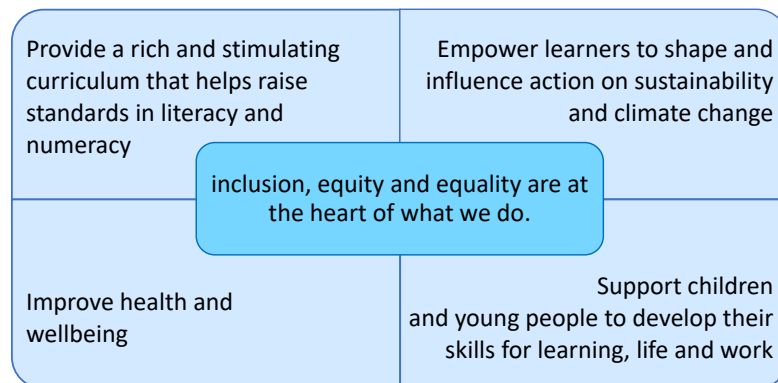 Provide a rich and stimulating
curriculum that helps raise
standards in literacy and
numeracy
Empower learners to shape and
influence action on sustainability
and climate change
inclusion, equity and equality are at
the heart of what we do.
Improve health and
wellbeing
Support children
and young people to develop their
skills for learning, life and work